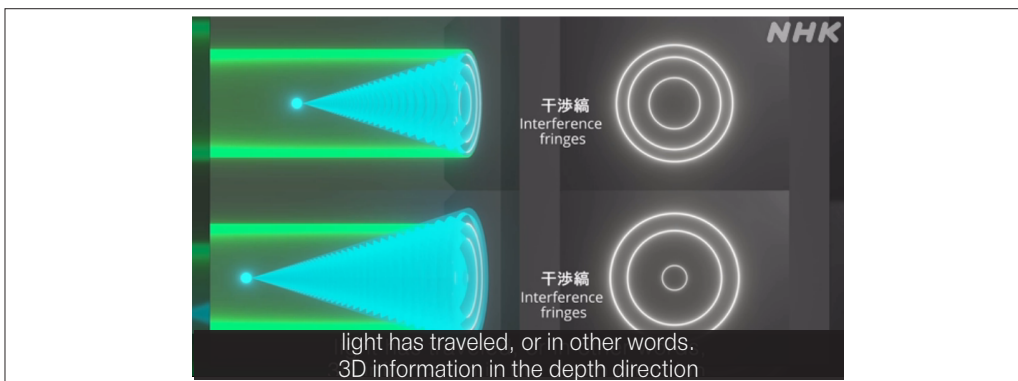 NHK
干渉縞
Interference
fringes
干渉縞
Interference
fringes
light has traveled, or in other words.
3D information in the depth direction